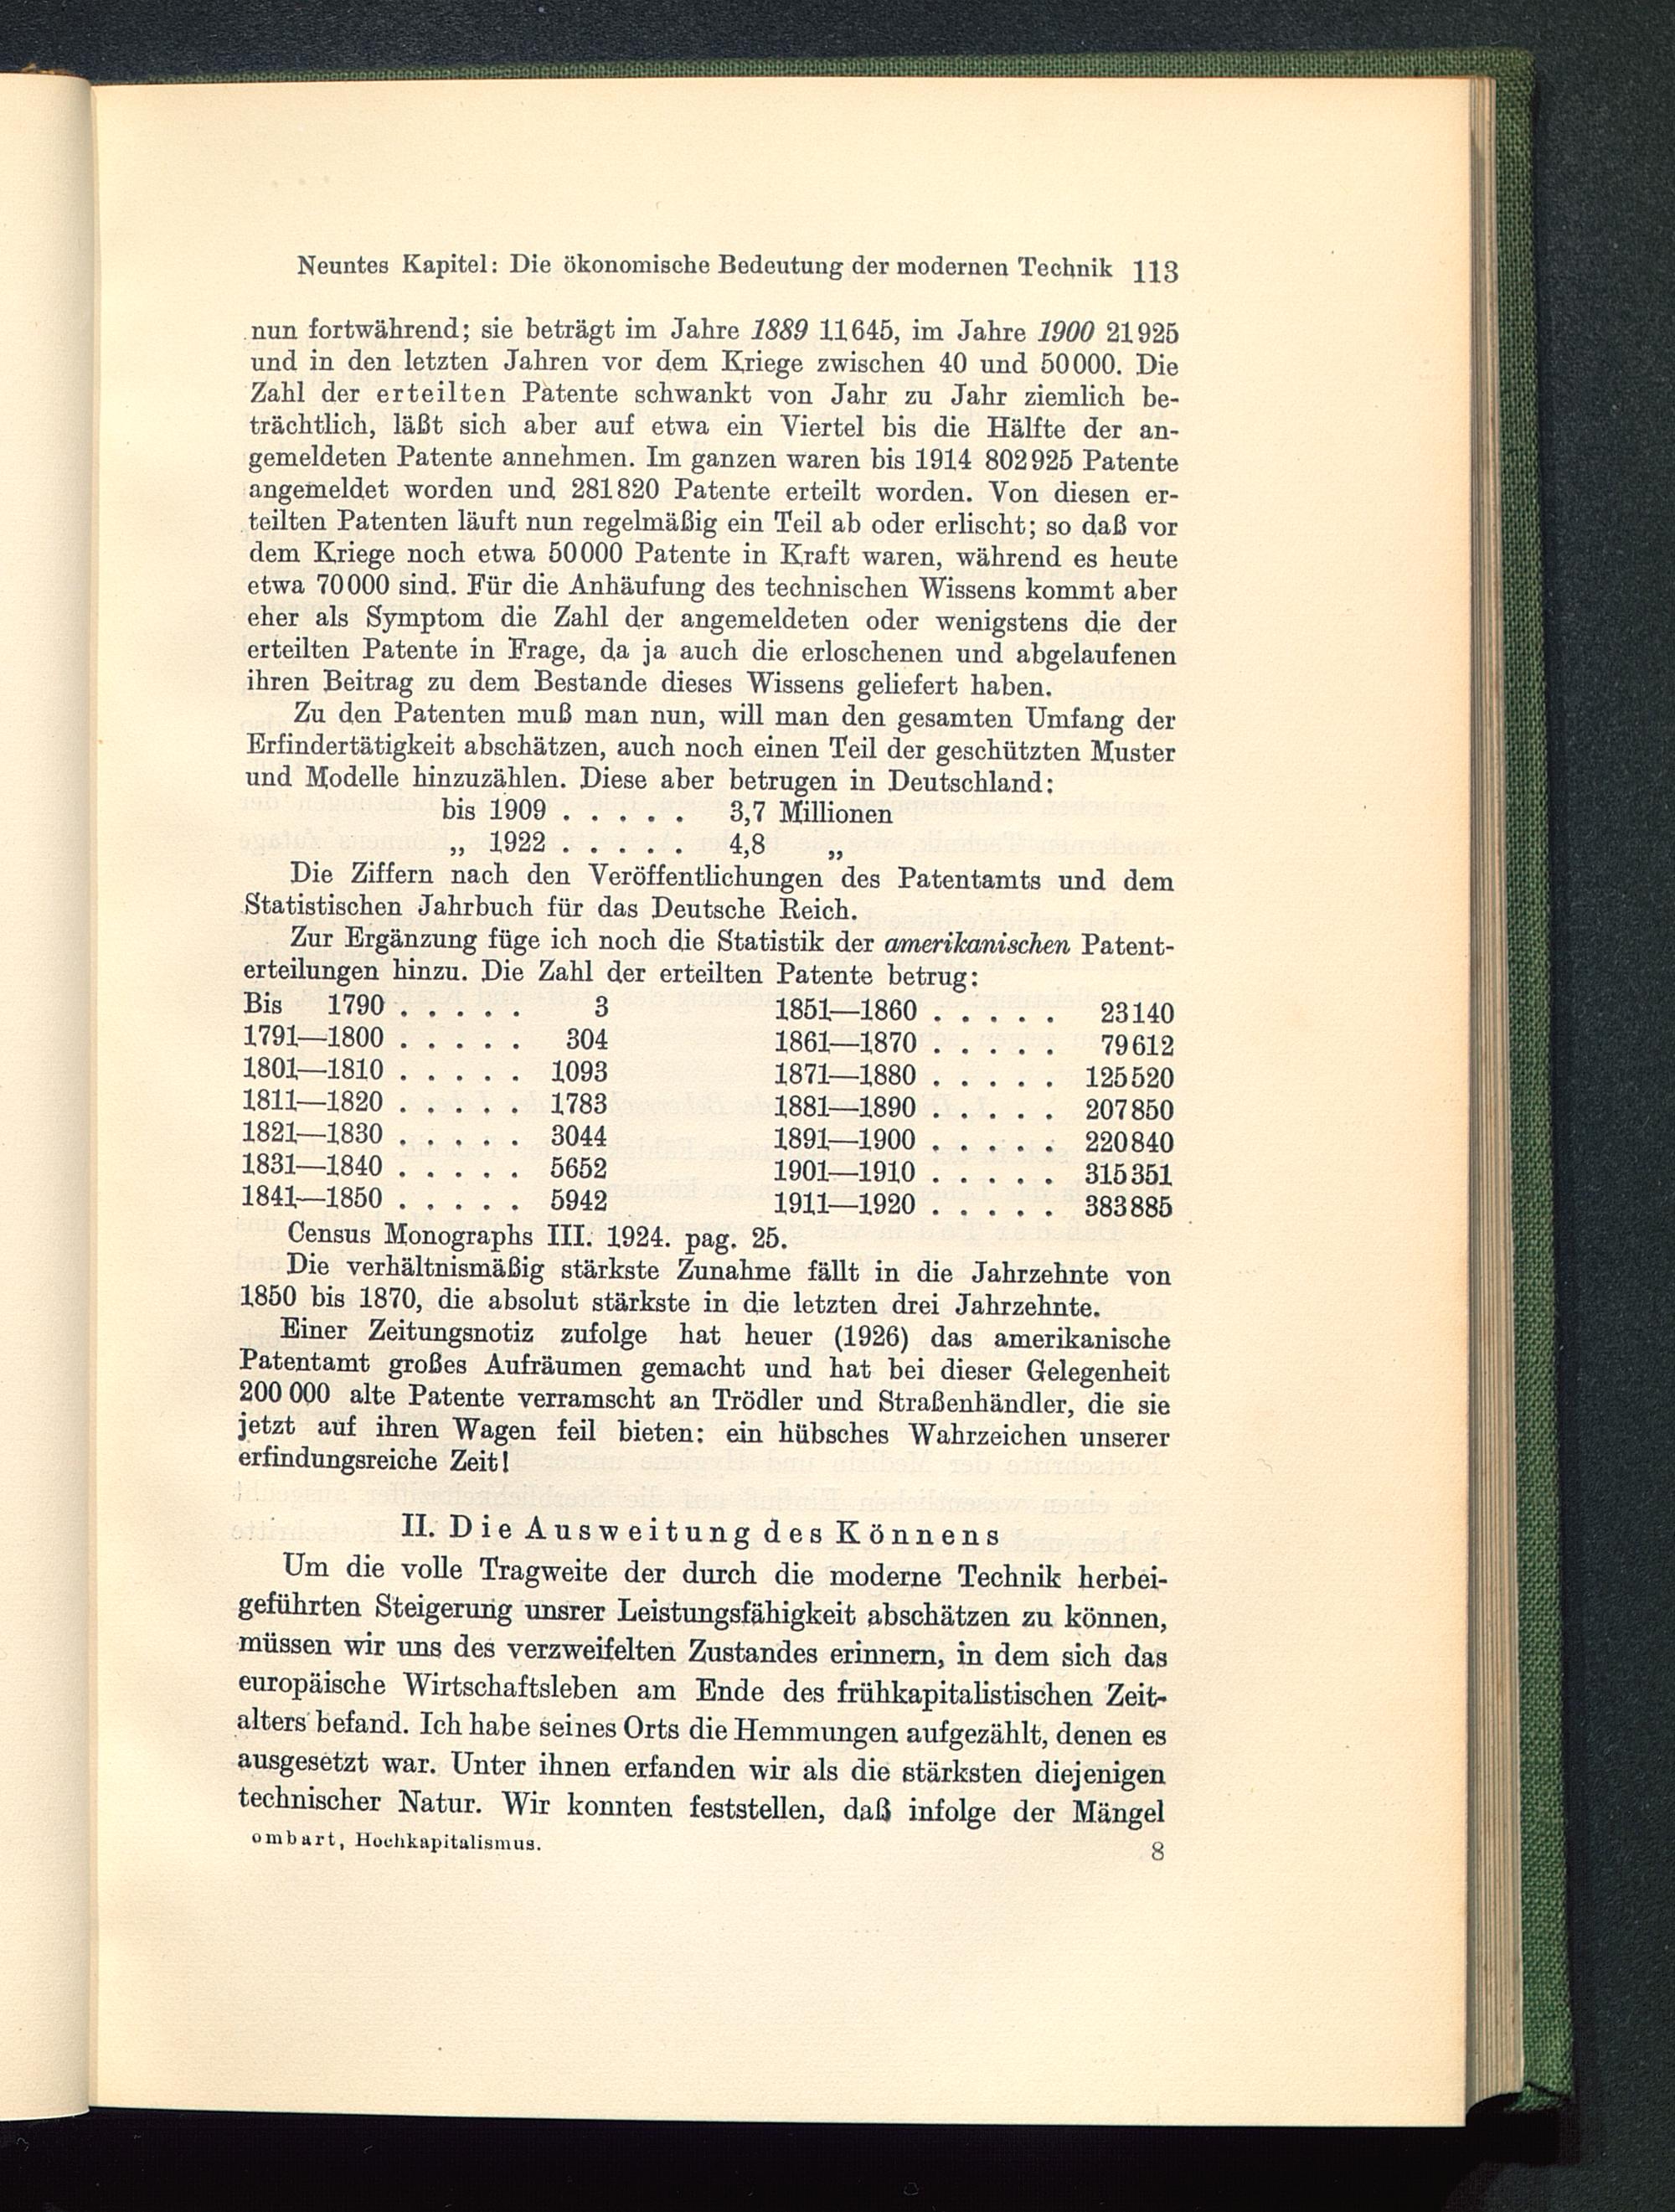 Neuntes Kapitel: Die ökonomische Bedeutung der modernen Technik 113
nun fortwährend; sie beträgt im Jahre 1889 11645, im Jahre 1900 21925
und in den letzten Jahren vor dem Kriege zwischen 40 und 50000. Die
Zahl der erteilten Patente schwankt von Jahr zu Jahr ziemlich be-
trächtlich, läßt sich aber auf etwa ein Viertel bis die Hälfte der an-
gemeldeten Patente annehmen. Im ganzen waren bis 1914 802925 Patente
angemeldet worden und 281820 Patente erteilt worden. Von diesen er-
teilten Patenten läuft nun regelmäßig ein Teil ab oder erlischt; so daß vor
dem Kriege noch etwa 50000 Patente in Kraft waren, während es heute
etwa 70000 sind. Für die Anhäufung des technischen Wissens kommt aber
eher als Symptom die Zahl der angemeldeten oder wenigstens die der
erteilten Patente in Frage, da ja auch die erloschenen und abgelaufenen
ihren Beitrag zu dem Bestande dieses Wissens geliefert haben.
Zu den Patenten muß man nun, will man den gesamten Umfang der
Erfindertätigkeit abschätzen, auch noch einen Teil der geschützten Muster
und Modelle hinzuzählen. Diese aber betrugen in Deutschland:
bis 1909 . . . . . 3,7 Millionen
„ 1922 . . . . . 4,8 „
Die Ziffern nach den Veröffentlichungen des Patentamts und dem
Statistischen Jahrbuch für das Deutsche Reich.
Zur Ergänzung füge ich noch die Statistik der amerikanischen Patent-
erteilungen hinzu. Die Zahl der erteilten Patente betrug:
Bis 1790 . . . . . 3 1851—1860 . . . . . 23140
1791—1800 . . . . . 304 1861—1870 . . . . . 79612
1801—1810 . . . . . 1093 1871—1880 . . . . . 125520
1811—1820 . . . . . 1783 1881—1890 . . . . . 207850
1821—1830 . . . . . 3044 1891—1900 . . . . . 220840
1831—1840 . . . . . 5652 1901—1910 . . . . . 315351
1841—1850 . . . . . 5942 1911—1920 . . . . . 383885
Census Monographs III. 1924. pag. 25.
Die verhältnismäßig stärkste Zunahme fällt in die Jahrzehnte von
1850 bis 1870, die absolut stärkste in die letzten drei Jahrzehnte.
Einer Zeitungsnotiz zufolge hat heuer (1926) das amerikanische
Patentamt großes Aufräumen gemacht und hat bei dieser Gelegenheit
200 000 alte Patente verramscht an Trödler und Straßenhändler, die sie
jetzt auf ihren Wagen feil bieten: ein hübsches Wahrzeichen unserer
erfindungsreiche Zeit!
II. Die Ausweitung des Könnens
Um die volle Tragweite der durch die moderne Technik herbei-
geführten Steigerung unsrer Leistungsfähigkeit abschätzen zu können,
müssen wir uns des verzweifelten Zustandes erinnern, in dem sich das
europäische Wirtschaftsleben am Ende des frühkapitalistischen Zeit-
alters befand. Ich habe seines Orts die Hemmungen aufgezählt, denen es
ausgesetzt war. Unter ihnen erfanden wir als die stärksten diejenigen
technischer Natur. Wir konnten feststellen, daß infolge der Mängel
ombart, Hochkapitalismus. 8